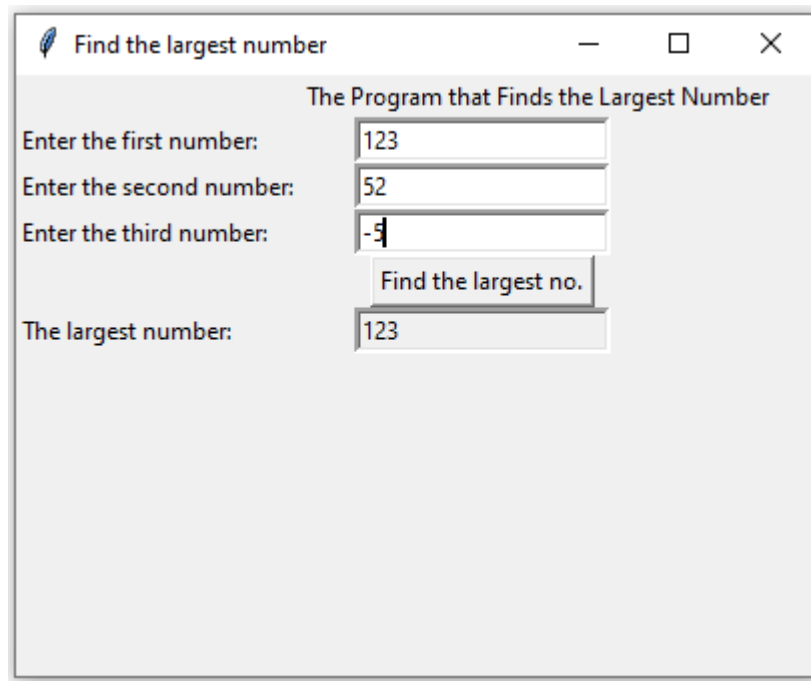 Find the largest number
The Program that Finds the Largest Number
Enter the first number: 123
Enter the second number: 52
Enter the third number: -5
Find the largest no.
The largest number: 123